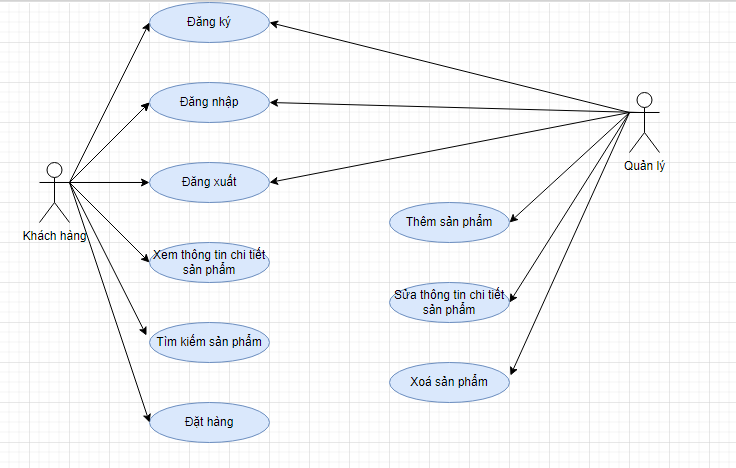 Đăng ký
Đăng nhập
Quản lý
Đăng xuất
Khách hàng
Thêm sản phẩm
Xem thông tin chi tiết
sản phẩm
Sửa thông tin chi tiết
sản phẩm
Tìm kiếm sản phẩm
Xoá sản phẩm
Đặt hàng